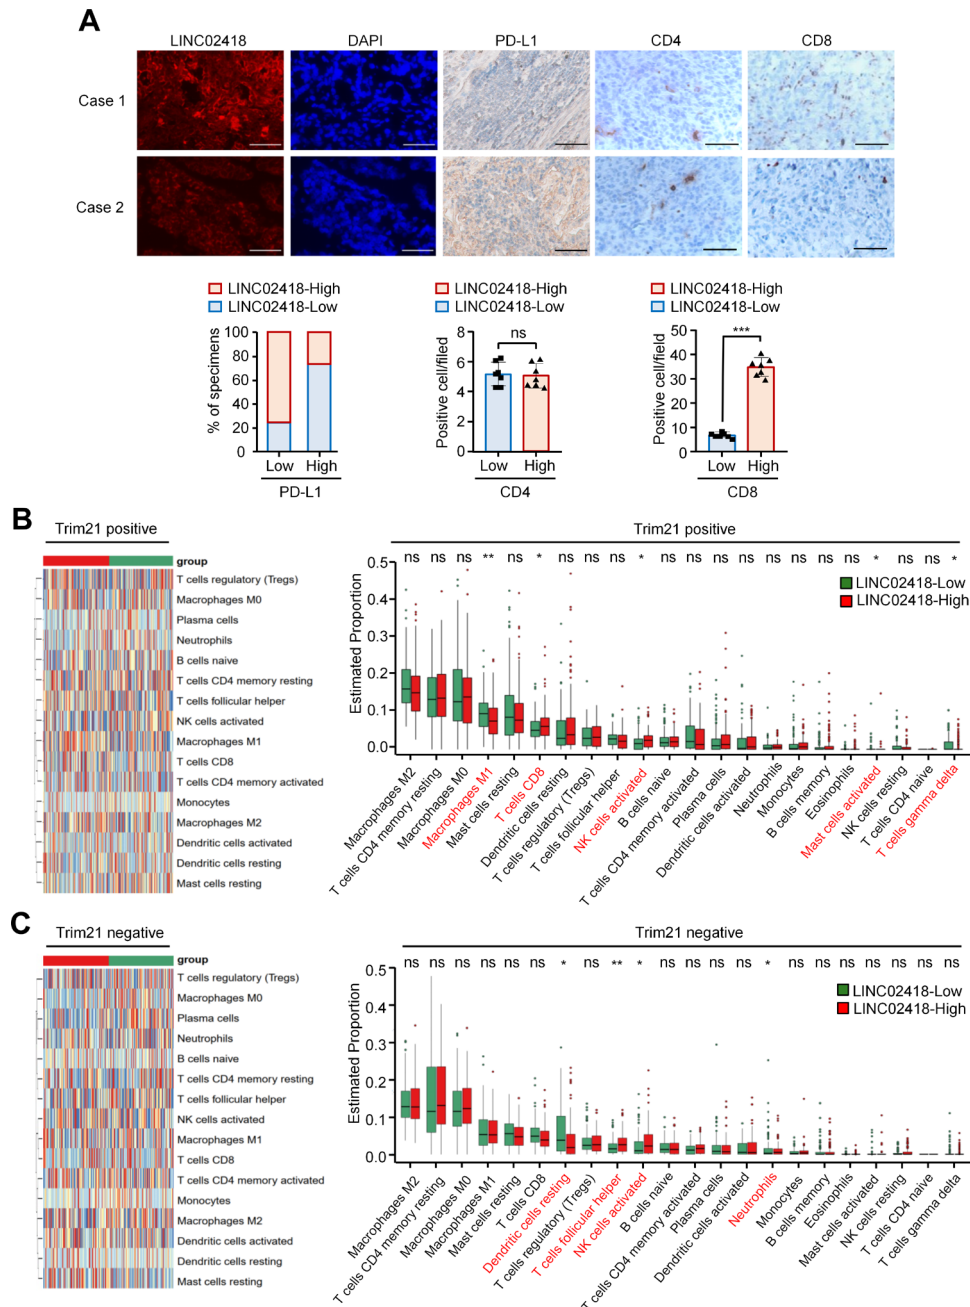 A
LINC02418 DAPI PD-L1 CD4 CD8
Case 1
Case 2
LINC02418-High
LINC02418-Low
% of specimens
100
80
60
40
20
0
Low High
PD-L1
LINC02418-High
LINC02418-Low
Positive cell/filed
8
6
4
2
0
ns
Low High
CD4
LINC02418-High
LINC02418-Low
Positive cell/field
50
40
30
20
10
0
***
Low High
CD8
B
Trim21 positive
group
T cells regulatory (Tregs)
Macrophages M0
Plasma cells
Neutrophils
B cells naive
T cells CD4 memory resting
T cells follicular helper
NK cells activated
Macrophages M1
T cells CD8
T cells CD4 memory activated
Monocytes
Macrophages M2
Dendritic cells activated
Dendritic cells resting
Mast cells resting
Trim21 positive
ns ns ns ** ns * ns ns ns * ns ns ns ns ns ns ns ns * ns ns *
LINC02418-Low
LINC02418-High
Estimated Proportion
0.5
0.4
0.3
0.2
0.1
0.0
Macrophages M2
T cells CD4 memory resting
Macrophages M0
Macrophages M1
Mast cells resting
T cells CD8
Dendritic cells resting
T cells regulatory (Tregs)
T cells follicular helper
NK cells activated
B cells naive
T cells CD4 memory activated
Plasma cells
Dendritic cells activated
Neutrophils
Monocytes
B cells memory
Eosinophils
Mast cells activated
NK cells resting
T cells CD4 naive
T cells gamma delta
C
Trim21 negative
group
T cells regulatory (Tregs)
Macrophages M0
Plasma cells
Neutrophils
B cells naive
T cells CD4 memory resting
T cells follicular helper
NK cells activated
Macrophages M1
T cells CD8
T cells CD4 memory activated
Monocytes
Macrophages M2
Dendritic cells activated
Dendritic cells resting
Mast cells resting
Trim21 negative
ns ns ns ns ns ns * ns ** * ns ns ns ns * ns ns ns ns ns ns ns
LINC02418-Low
LINC02418-High
Estimated Proportion
0.5
0.4
0.3
0.2
0.1
0.0
Macrophages M2
T cells CD4 memory resting
Macrophages M0
Macrophages M1
Mast cells resting
T cells CD8
Dendritic cells resting
T cells regulatory (Tregs)
T cells follicular helper
NK cells activated
B cells naive
T cells CD4 memory activated
Plasma cells
Dendritic cells activated
Neutrophils
Monocytes
B cells memory
Eosinophils
Mast cells activated
NK cells resting
T cells CD4 naive
T cells gamma delta